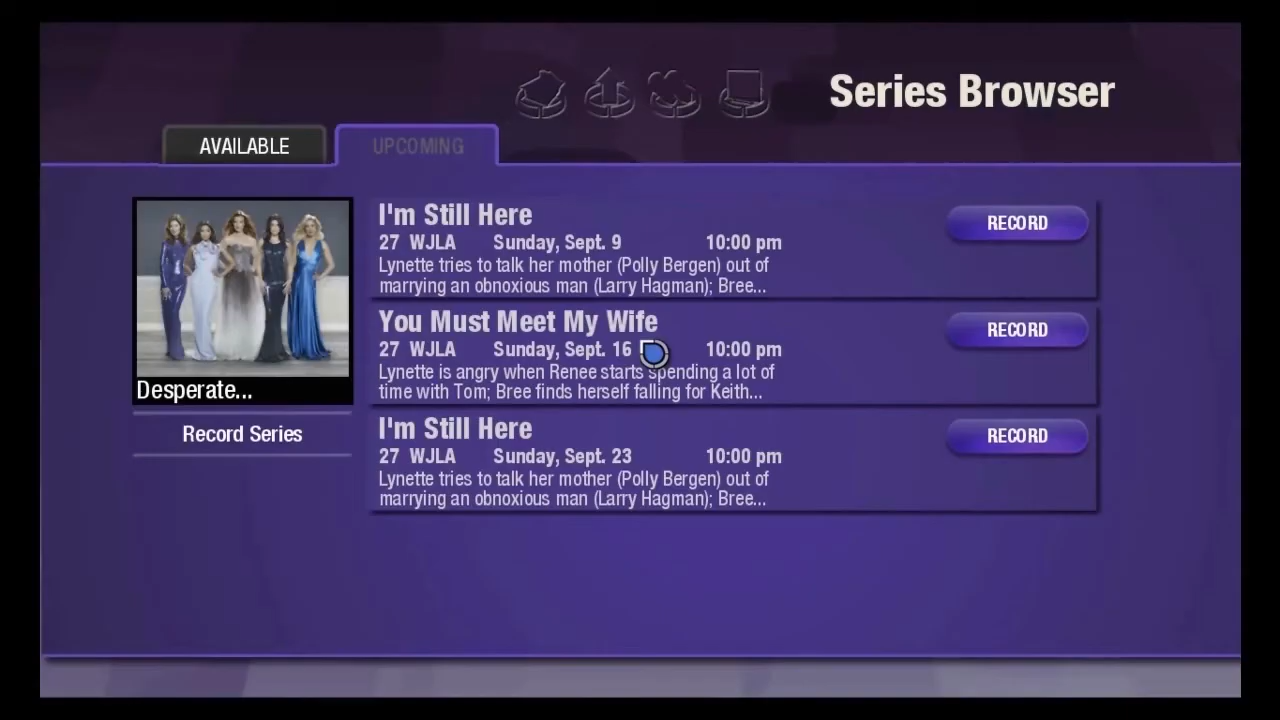 Series Browser
AVAILABLE
UPCOMING
Desperate...
Record Series
I'm Still Here
27 WJLA Sunday, Sept. 9 10:00 pm
Lynette tries to talk her mother (Polly Bergen) out of
marrying an obnoxious man (Larry Hagman); Bree...
RECORD
You Must Meet My Wife
27 WJLA Sunday, Sept. 16 10:00 pm
Lynette is angry when Renee starts spending a lot of
time with Tom; Bree finds herself falling for Keith...
RECORD
I'm Still Here
27 WJLA Sunday, Sept. 23 10:00 pm
Lynette tries to talk her mother (Polly Bergen) out of
marrying an obnoxious man (Larry Hagman); Bree...
RECORD